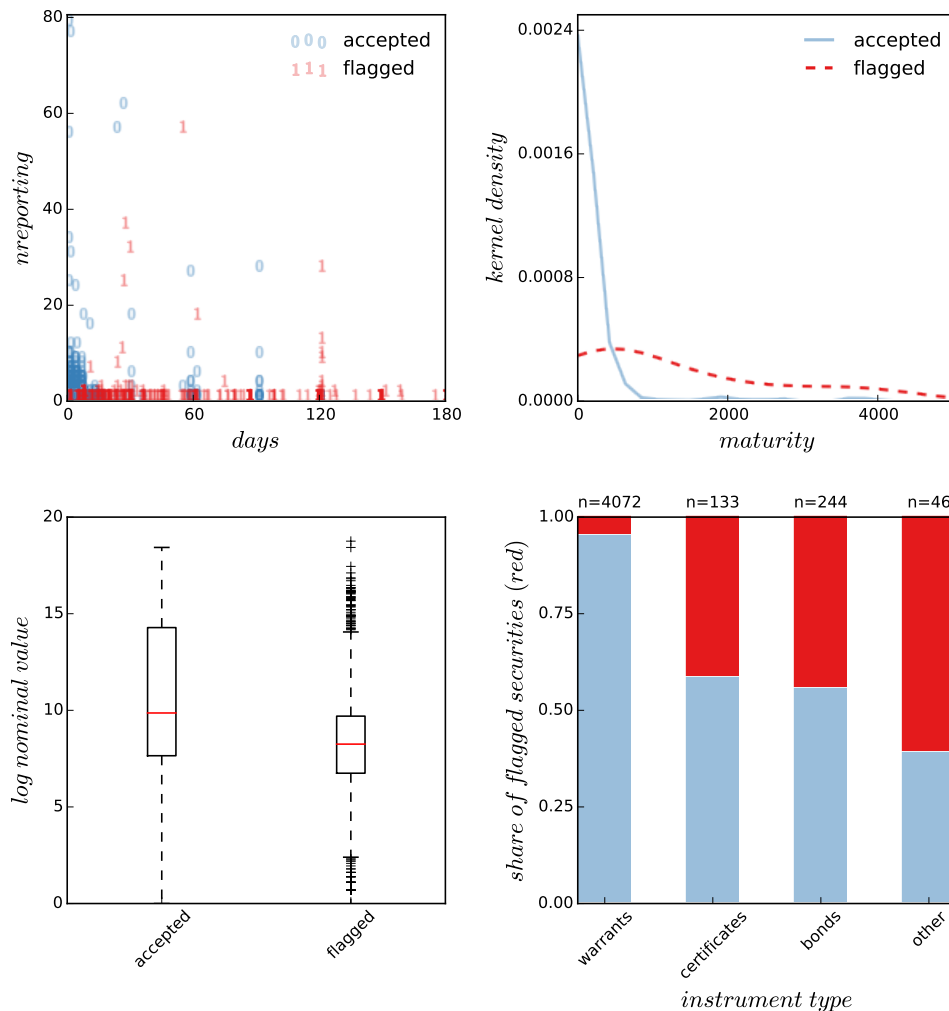 80
60
40
20
0
nreporting
0 0 0 accepted
1 1 1 flagged
0 60 120 180
days
0.0024
0.0016
0.0008
0.0000
kernel density
accepted
flagged
0 2000 4000
maturity
20
15
10
5
0
log nominal value
accepted flagged
n=4072 n=133 n=244 n=46
1.00
0.75
0.50
0.25
0.00
share of flagged securities (red)
warrants certificates bonds other
instrument type